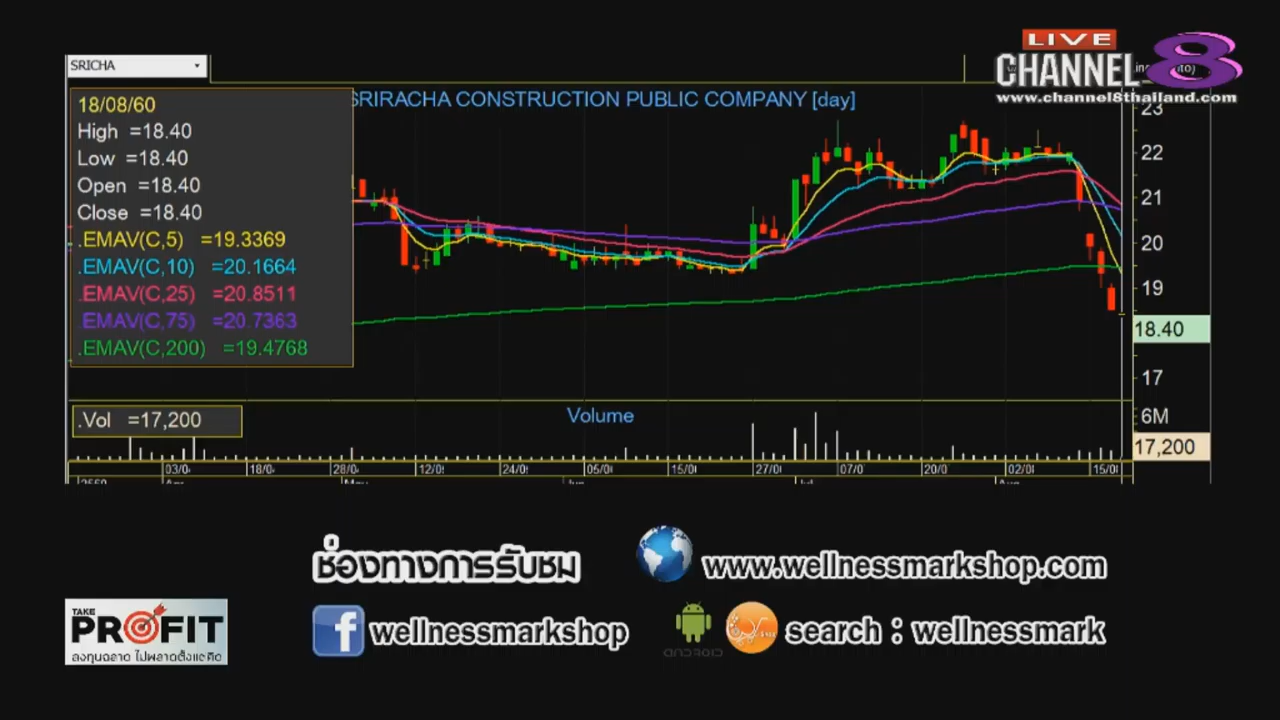 LIVE
CHANNEL 8
www.channel8thailand.com
SRICHA
SRIRACHA CONSTRUCTION PUBLIC COMPANY [day]
18/08/60
High =18.40
Low =18.40
Open =18.40
Close =18.40
.EMAV(C,5) =19.3369
.EMAV(C,10) =20.1664
.EMAV(C,25) =20.8511
.EMAV(C,75) =20.7363
.EMAV(C,200) =19.4768
23
22
21
20
19
18.40
17
.Vol =17,200
Volume
6M
17,200
03/0 18/0 28/0 12/0 24/0 05/0 15/0 27/0 07/0 20/0 02/0 15/0
ช่องทางการรับชม
www.wellnessmarkshop.com
TAKE
PROFIT
ลงทุนฉลาด ไม่พลาดตั้งแต่คิด
wellnessmarkshop
ANDROID
search : wellnessmark